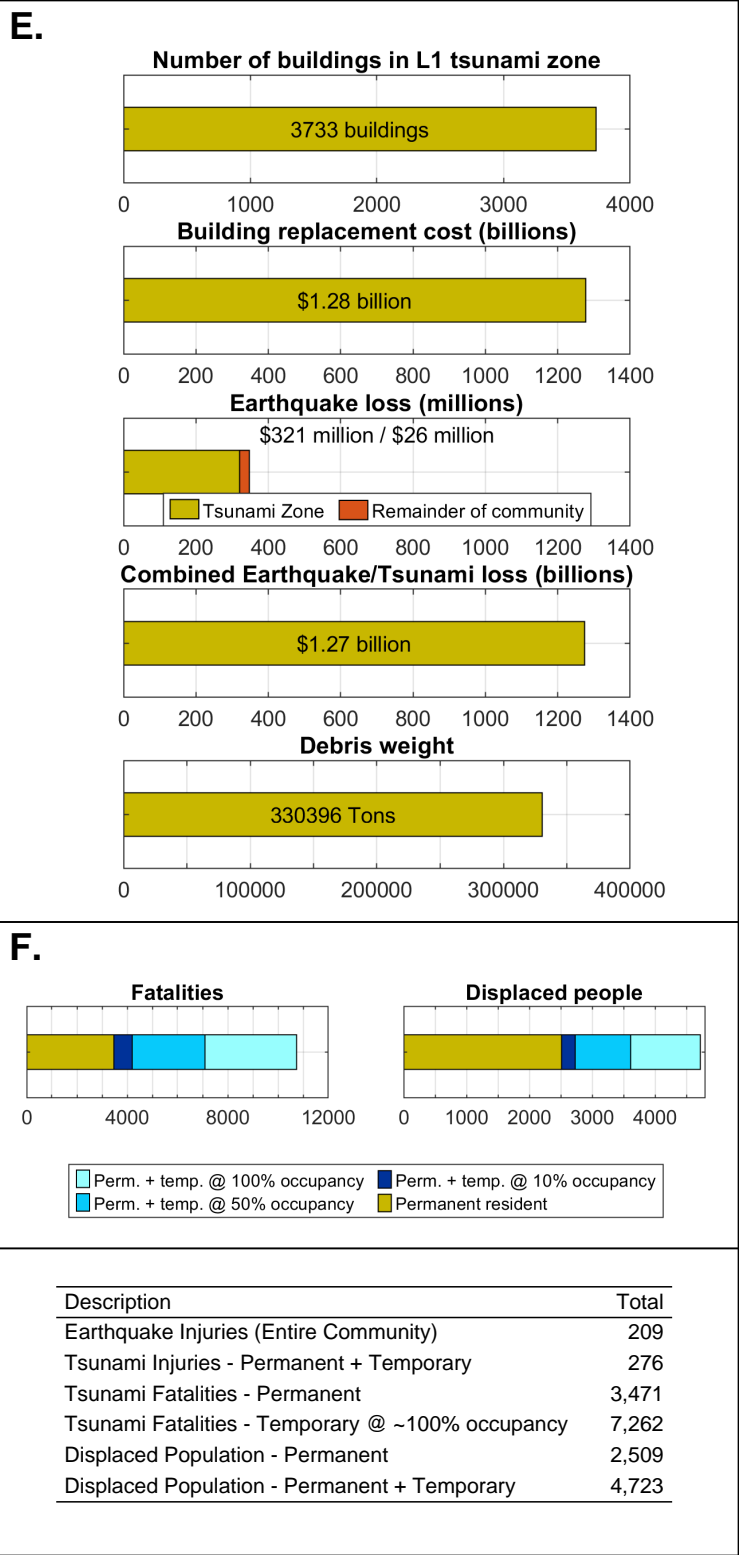 E.
Number of buildings in L1 tsunami zone
3733 buildings
0 1000 2000 3000 4000
Building replacement cost (billions)
$1.28 billion
0 200 400 600 800 1000 1200 1400
Earthquake loss (millions)
$321 million / $26 million
Tsunami Zone Remainder of community
0 200 400 600 800 1000 1200 1400
Combined Earthquake/Tsunami loss (billions)
$1.27 billion
0 200 400 600 800 1000 1200 1400
Debris weight
330396 Tons
0 100000 200000 300000 400000
F.
Fatalities Displaced people
0 4000 8000 12000 0 1000 2000 3000 4000
Perm. + temp. @ 100% occupancy Perm. + temp. @ 10% occupancy
Perm. + temp. @ 50% occupancy Permanent resident
Description Total
Earthquake Injuries (Entire Community) 209
Tsunami Injuries - Permanent + Temporary 276
Tsunami Fatalities - Permanent 3,471
Tsunami Fatalities - Temporary @ ~100% occupancy 7,262
Displaced Population - Permanent 2,509
Displaced Population - Permanent + Temporary 4,723